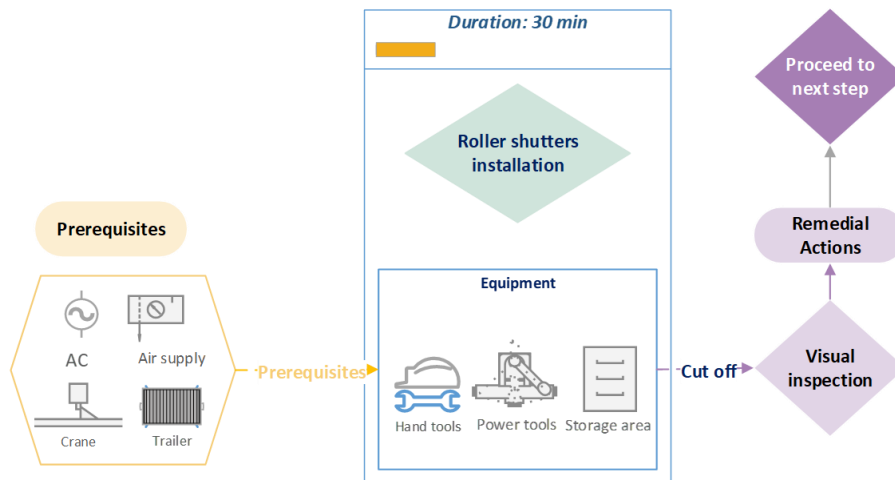 Duration: 30 min
Roller shutters
installation
Prerequisites
AC
Air supply
Crane
Trailer
Prerequisites
Equipment
Hand tools
Power tools
Storage area
Cut off
Visual
inspection
Remedial
Actions
Proceed to
next step